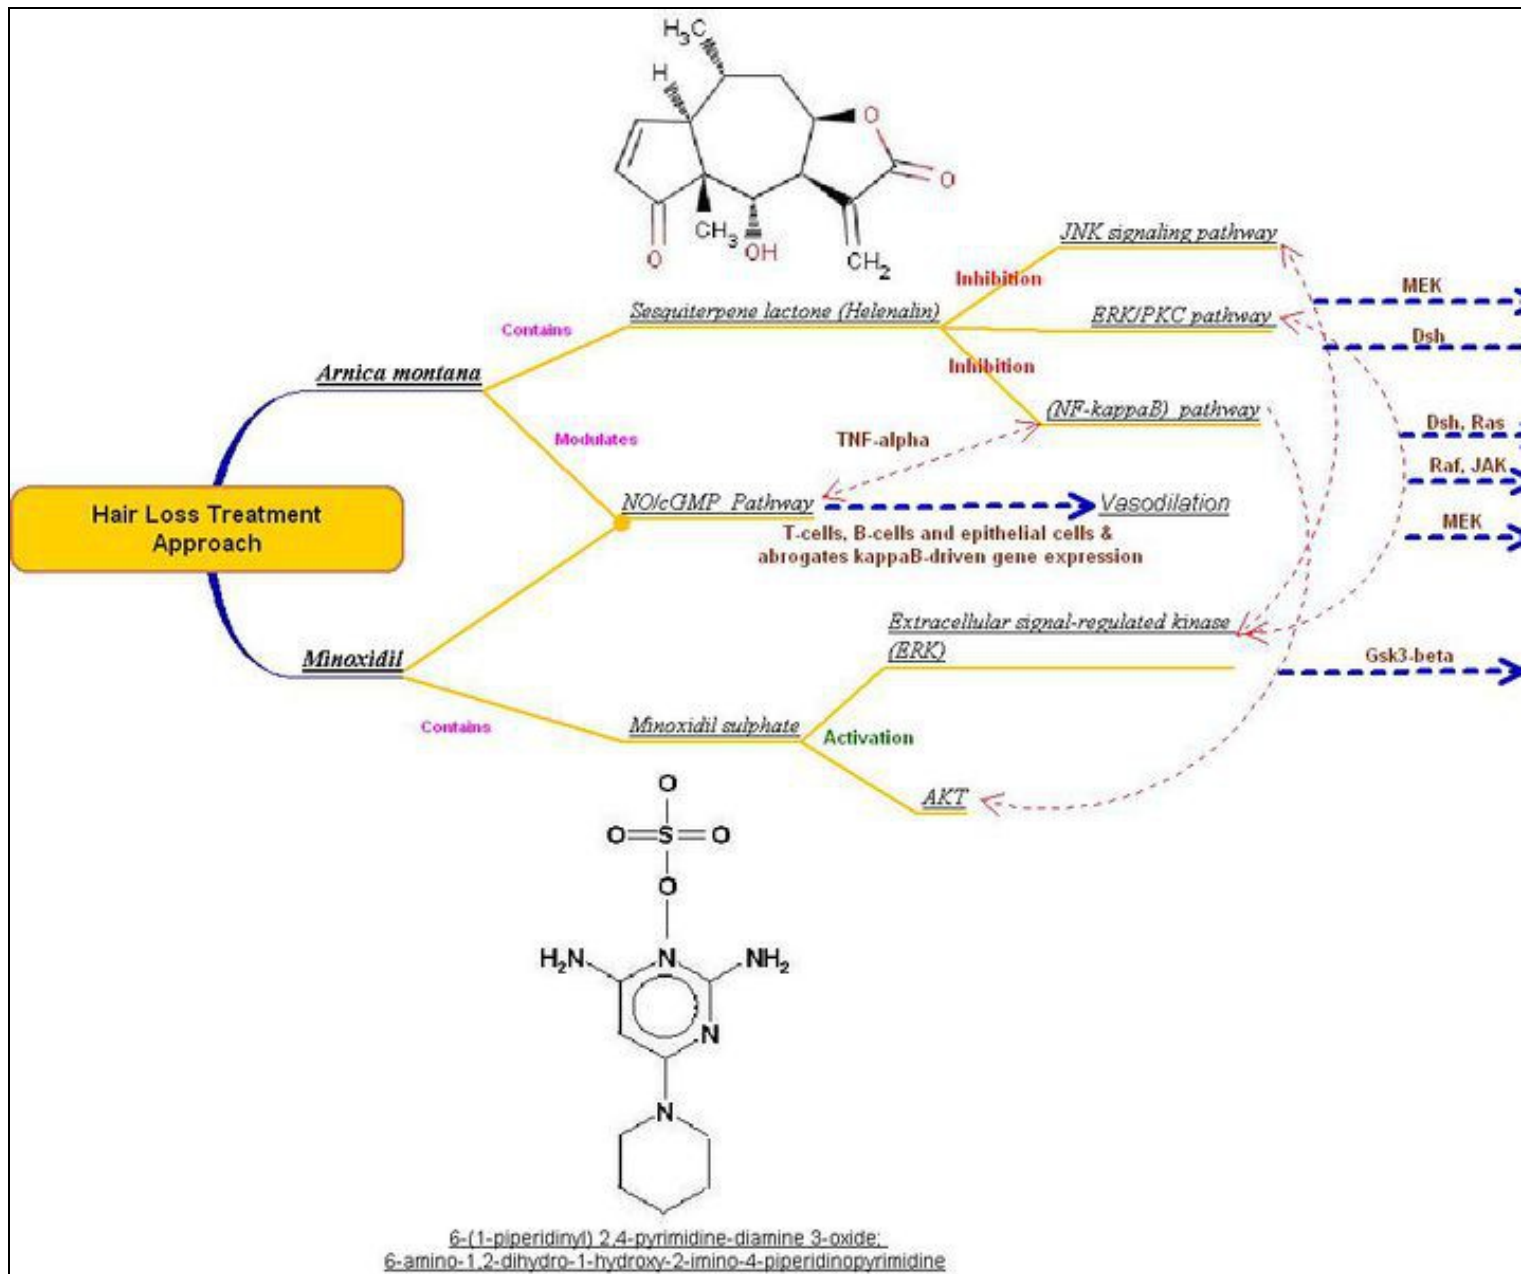 H₃C
H
O
O
CH₃
OH
O
CH₂
JNK signaling pathway
Inhibition
MEK
Sesquiterpene lactone (Helenalin)
ERK/PKC pathway
Contains
Dsh
Arnica montana
Inhibition
(NF-kappaB) pathway
Modulates
TNF-alpha
Dsh, Ras
Raf, JAK
NO/cGMP Pathway
Vasodilation
Hair Loss Treatment
Approach
T-cells, B-cells and epithelial cells &
abrogates kappaB-driven gene expression
MEK
Extracellular signal-regulated kinase
(ERK)
Minoxidil
Gsk3-beta
Contains
Minoxidil sulphate
Activation
AKT
O
O=S=O
O
H₂N
N
NH₂
N
N
6-(1-piperidinyl) 2,4-pyrimidine-diamine 3-oxide;
6-amino-1,2-dihydro-1-hydroxy-2-imino-4-piperidinopyrimidine